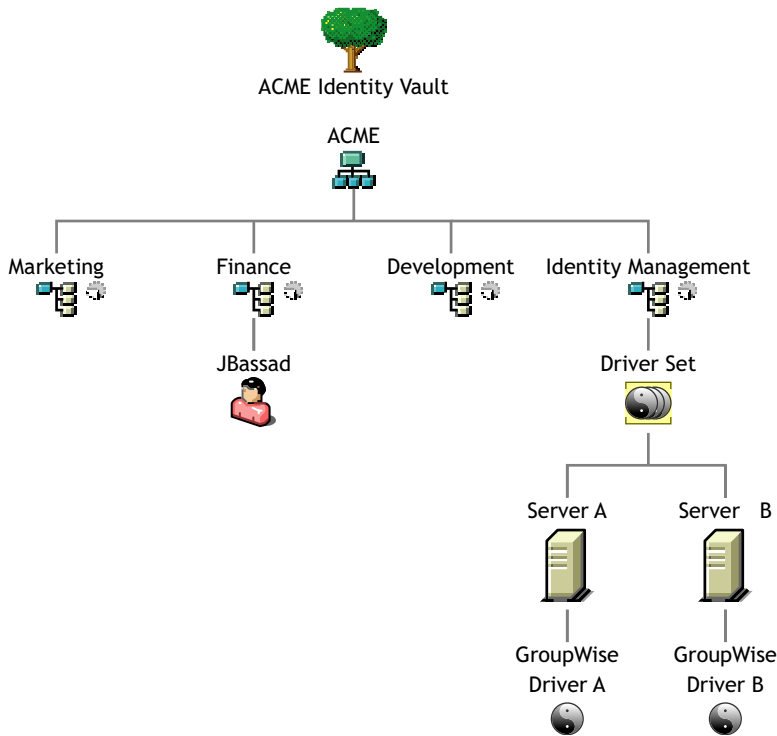 ACME Identity Vault
ACME
Marketing
Finance
Development
Identity Management
JBassad
Driver Set
Server A
Server B
GroupWise
Driver A
GroupWise
Driver B